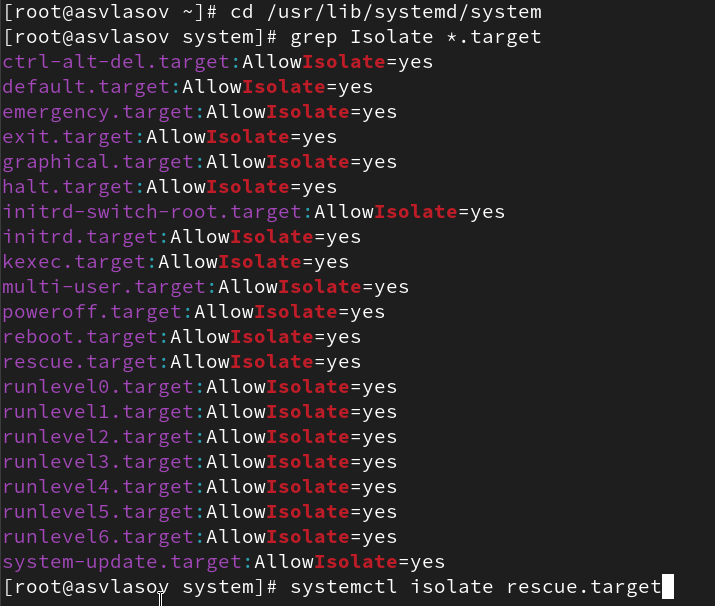 [root@asvlasov ~]# cd /usr/lib/systemd/system
[root@asvlasov system]# grep Isolate *.target
ctrl-alt-del.target:AllowIsolate=yes
default.target:AllowIsolate=yes
emergency.target:AllowIsolate=yes
exit.target:AllowIsolate=yes
graphical.target:AllowIsolate=yes
halt.target:AllowIsolate=yes
initrd-switch-root.target:AllowIsolate=yes
initrd.target:AllowIsolate=yes
kexec.target:AllowIsolate=yes
multi-user.target:AllowIsolate=yes
poweroff.target:AllowIsolate=yes
reboot.target:AllowIsolate=yes
rescue.target:AllowIsolate=yes
runlevel0.target:AllowIsolate=yes
runlevel1.target:AllowIsolate=yes
runlevel2.target:AllowIsolate=yes
runlevel3.target:AllowIsolate=yes
runlevel4.target:AllowIsolate=yes
runlevel5.target:AllowIsolate=yes
runlevel6.target:AllowIsolate=yes
system-update.target:AllowIsolate=yes
[root@asvlasov system]# systemctl isolate rescue.target